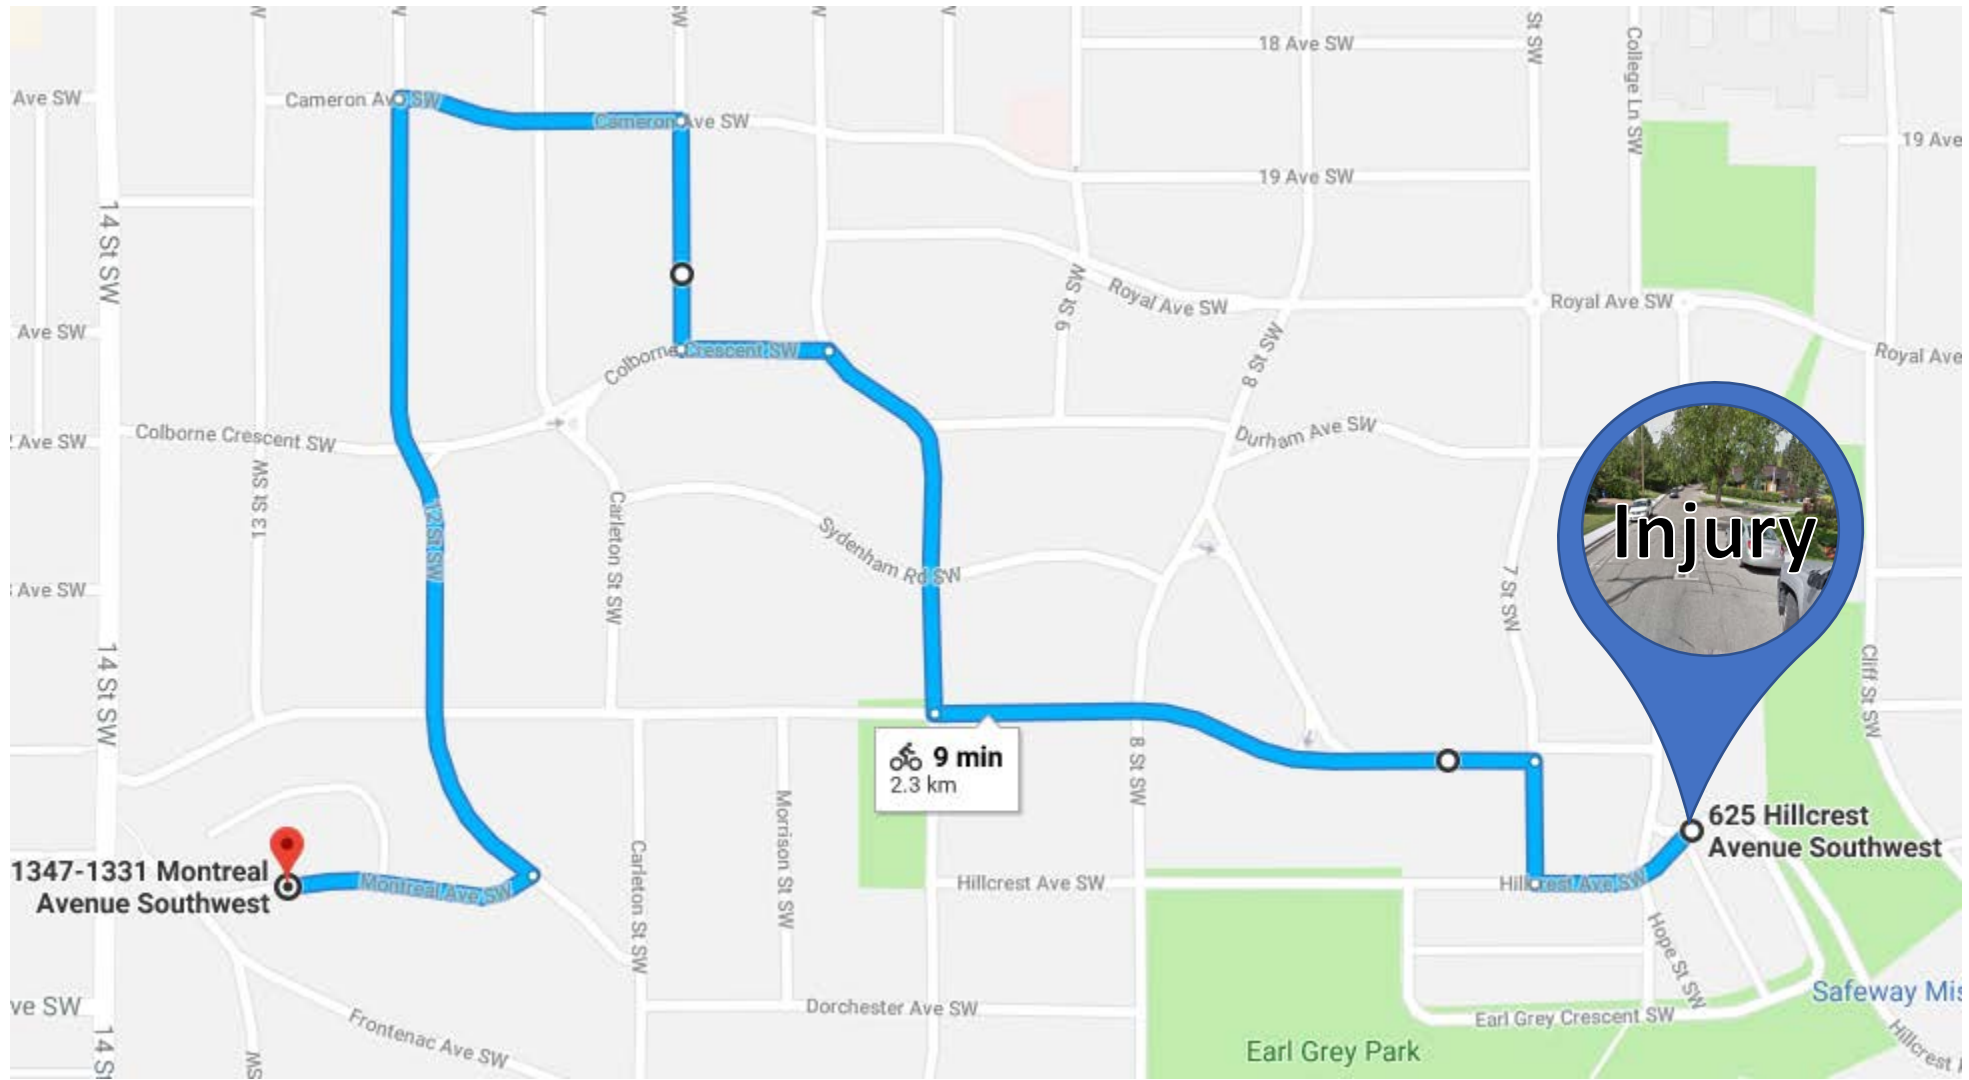 18 Ave SW
St SW
College Ln SW
Ave SW
Cameron Ave SW
Cameron Ave SW
19 Ave
19 Ave SW
14 St SW
6 St SW
Royal Ave SW
Royal Ave SW
Royal Ave
Ave SW
Colborne Crescent SW
8 St SW
Ave SW
Colborne Crescent SW
Durham Ave SW
13 St SW
12 St SW
Carleton St SW
Sydenham Rd SW
Injury
7 St SW
Ave SW
14 St SW
Cliff St SW
9 min
2.3 km
8 St SW
Morrison St SW
625 Hillcrest
Avenue Southwest
1347-1331 Montreal
Avenue Southwest
Montreal Ave SW
Carleton St SW
Hillcrest Ave SW
Hillcrest Ave SW
Hope St SW
Safeway Mis
ve SW
Dorchester Ave SW
Earl Grey Crescent SW
Frontenac Ave SW
Earl Grey Park
Hillcrest
14 St
SW